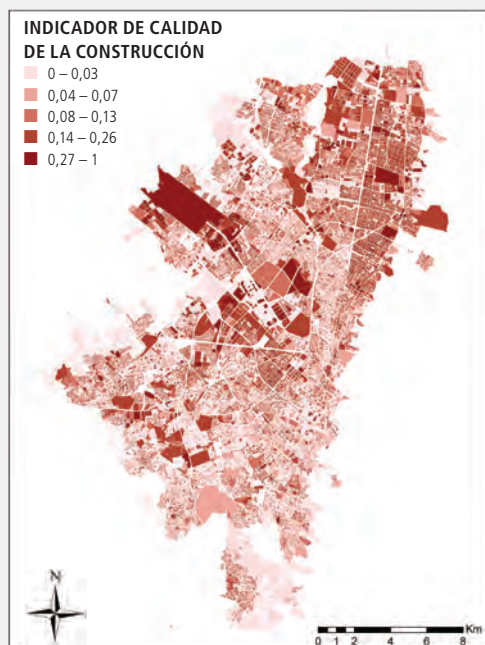 INDICADOR DE CALIDAD
DE LA CONSTRUCCIÓN
0 – 0,03
0,04 – 0,07
0,08 – 0,13
0,14 – 0,26
0,27 – 1
N
Km
0 1 2 4 6 8